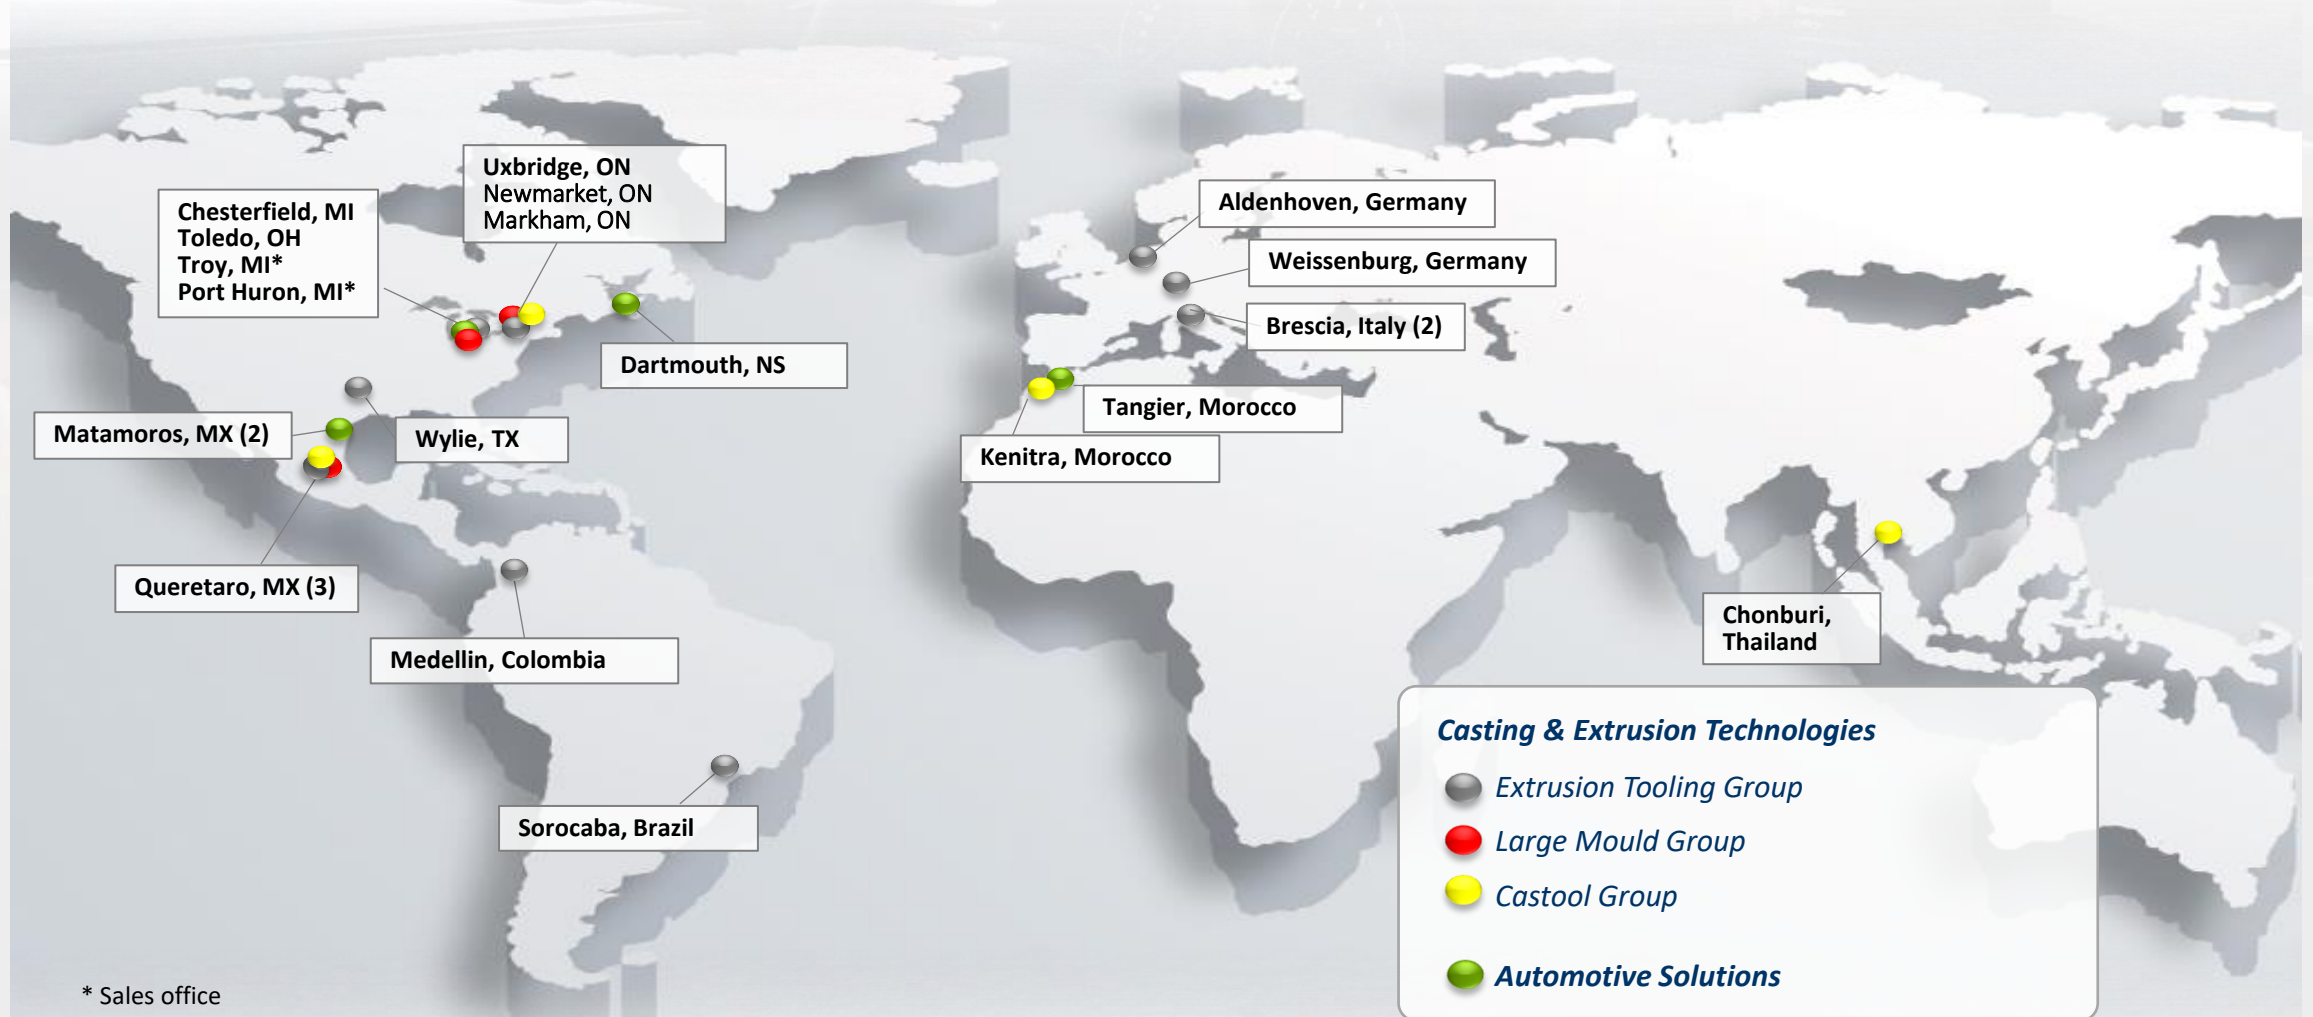 Uxbridge, ON
Newmarket, ON
Markham, ON
Chesterfield, MI
Toledo, OH
Troy, MI*
Port Huron, MI*
Aldenhoven, Germany
Weissenburg, Germany
Brescia, Italy (2)
Dartmouth, NS
Tangier, Morocco
Matamoros, MX (2)
Wylie, TX
Kenitra, Morocco
Queretaro, MX (3)
Chonburi,
Thailand
Medellin, Colombia
Sorocaba, Brazil
Casting & Extrusion Technologies
Extrusion Tooling Group
Large Mould Group
Castool Group
Automotive Solutions
* Sales office